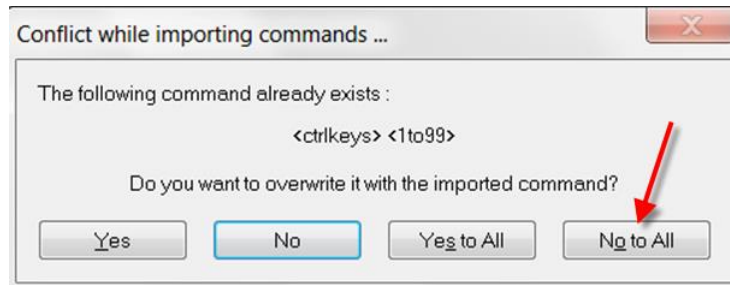 Conflict while importing commands ...
The following command already exists :
<ctrlkeys> <1to99>
Do you want to overwrite it with the imported command?
Yes No Yes to All No to All